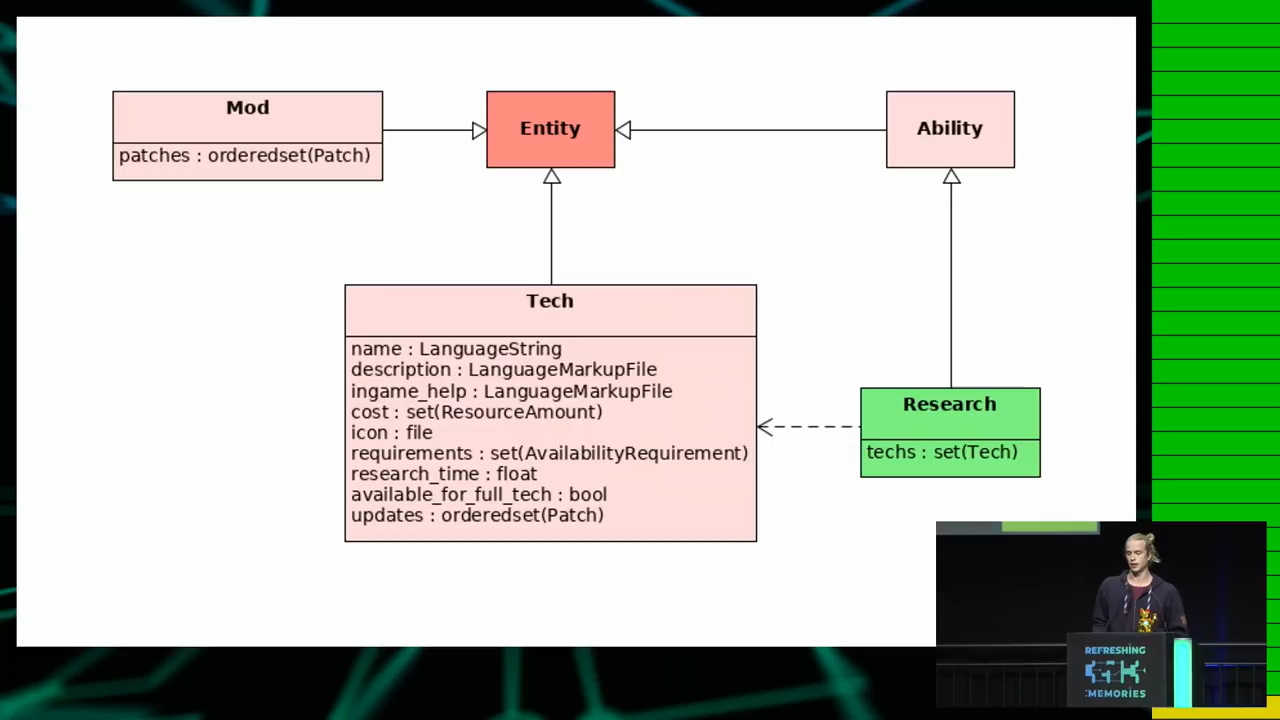 Mod
patches : orderedset(Patch)
Entity
Ability
Tech
name : LanguageString
description : LanguageMarkupFile
ingame_help : LanguageMarkupFile
cost : set(ResourceAmount)
icon : file
requirements : set(AvailabilityRequirement)
research_time : float
available_for_full_tech : bool
updates : orderedset(Patch)
Research
techs : set(Tech)
REFRESHING
MEMORIES